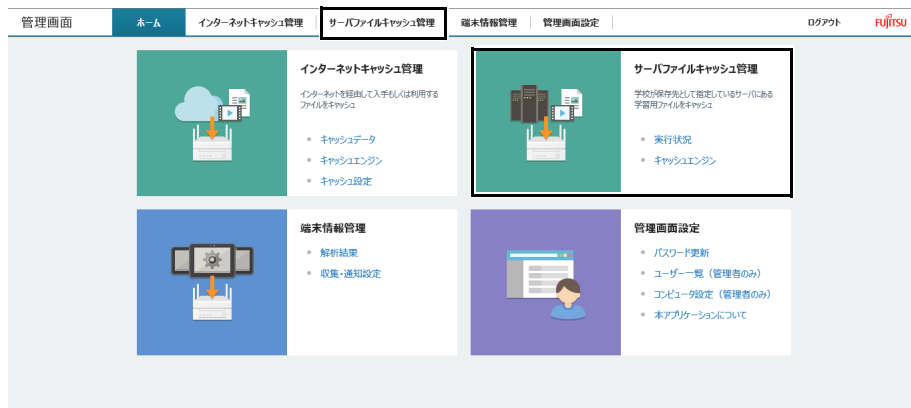 管理画面 ホーム インターネットキャッシュ管理 サーバファイルキャッシュ管理 端末情報管理 管理画面設定 ログアウト FUJITSU
インターネットキャッシュ管理
インターネットを経由して入手もしくは利用する
ファイルをキャッシュ
キャッシュデータ
キャッシュエンジン
キャッシュ設定
サーバファイルキャッシュ管理
学校が保存先として指定しているサーバにある
学習用ファイルをキャッシュ
実行状況
キャッシュエンジン
端末情報管理
解析結果
収集・通知設定
管理画面設定
パスワード更新
ユーザー一覧（管理者のみ）
コンピュータ設定（管理者のみ）
本アプリケーションについて